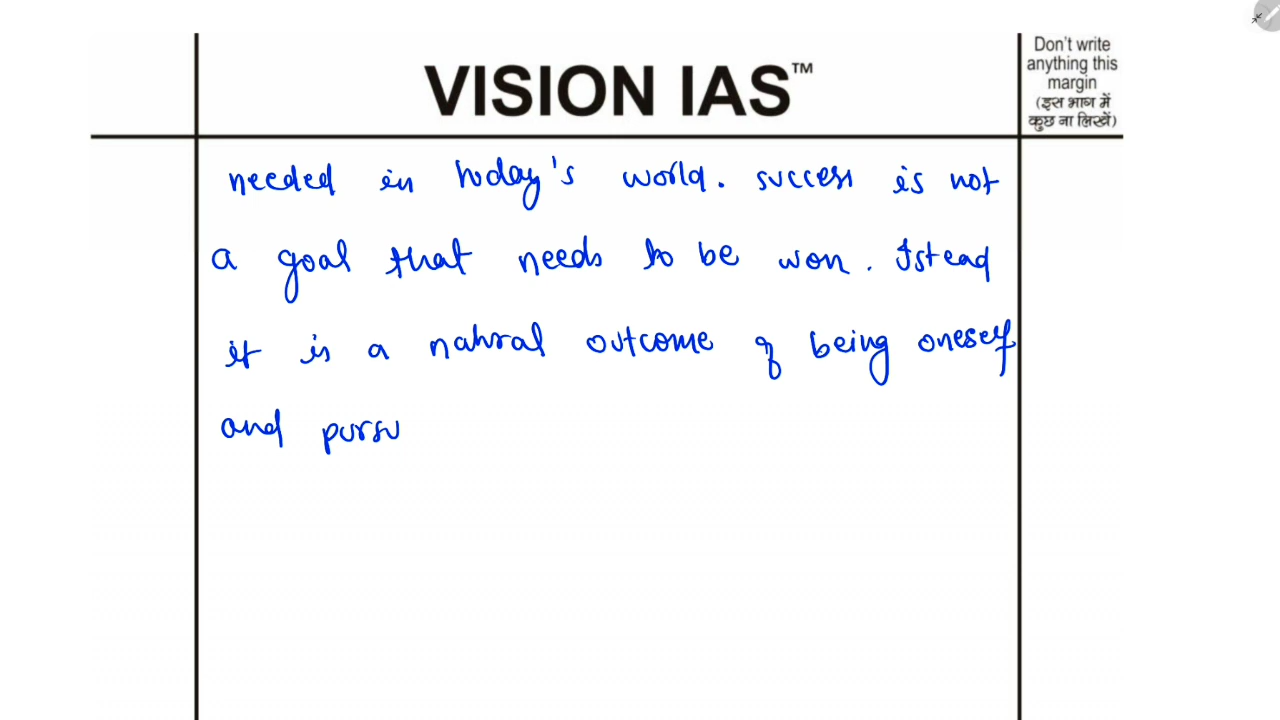 VISION IAS™
Don't write
anything this
margin
(इस भाग में
कुछ ना लिखें)
needed in today's world. success is not
a goal that needs to be won. Istead
it is a natural outcome of being oneself
and pursu